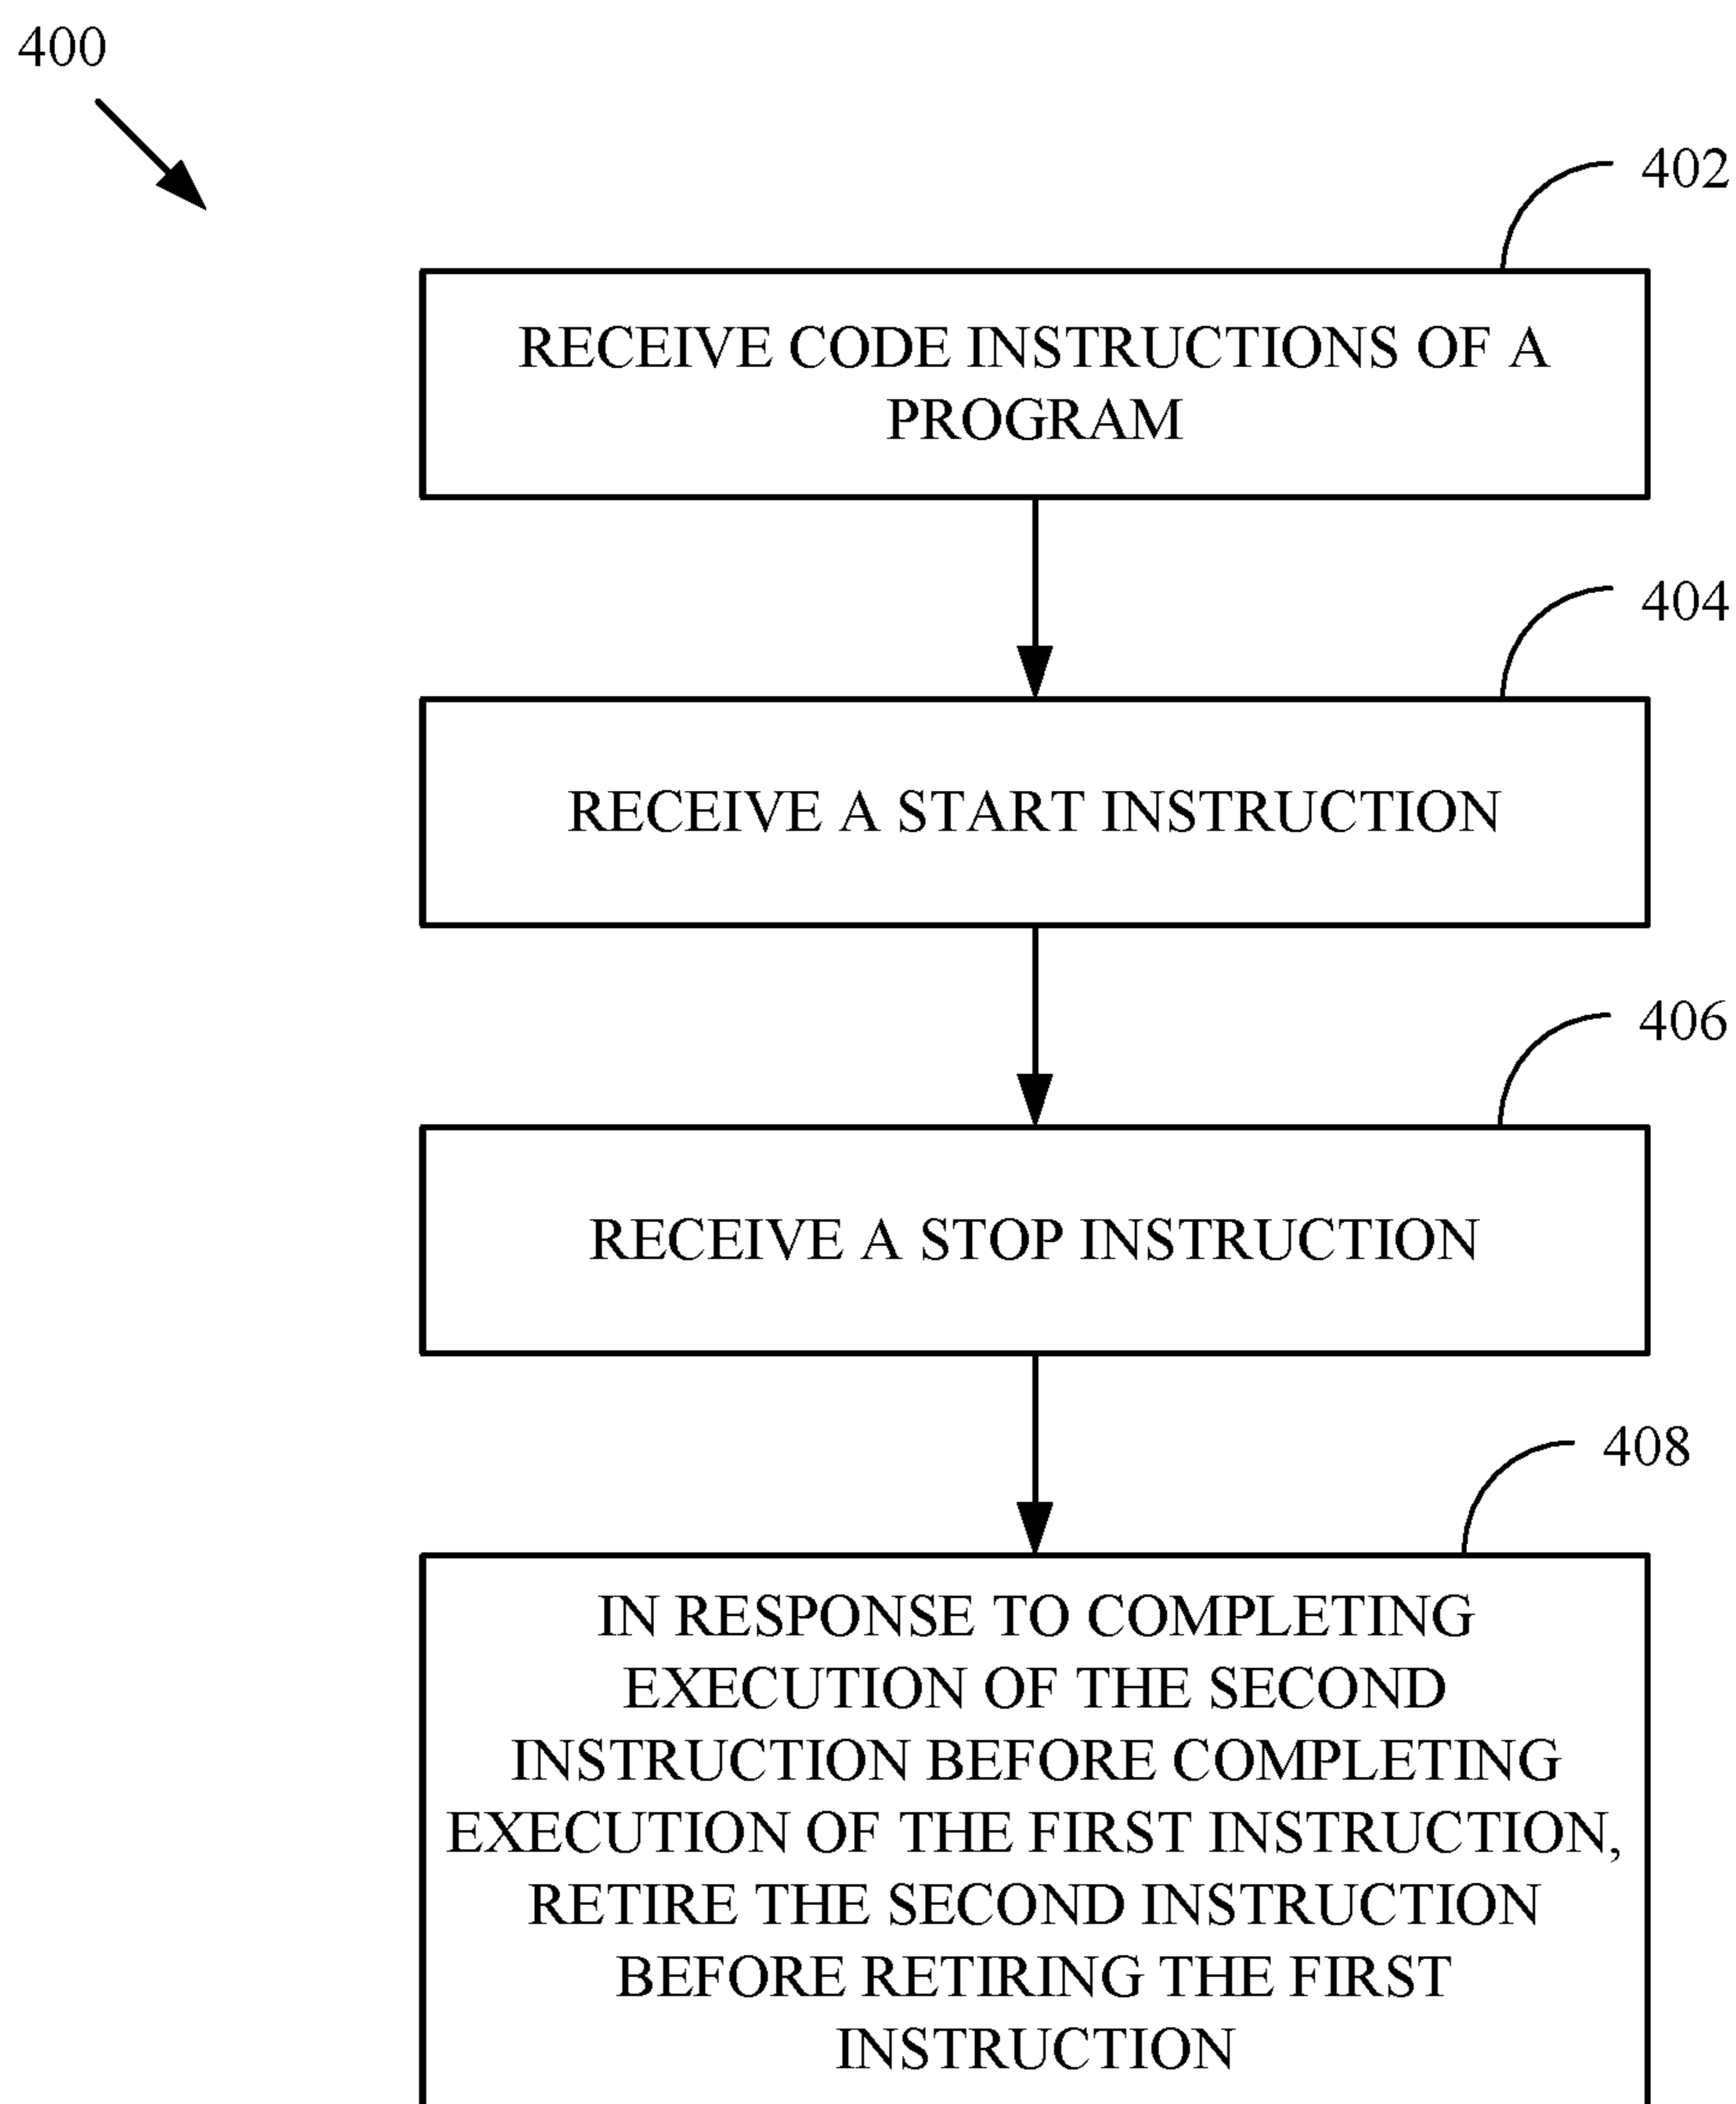 400
402
RECEIVE CODE INSTRUCTIONS OF A
PROGRAM
404
RECEIVE A START INSTRUCTION
406
RECEIVE A STOP INSTRUCTION
408
IN RESPONSE TO COMPLETING
EXECUTION OF THE SECOND
INSTRUCTION BEFORE COMPLETING
EXECUTION OF THE FIRST INSTRUCTION,
RETIRE THE SECOND INSTRUCTION
BEFORE RETIRING THE FIRST
INSTRUCTION